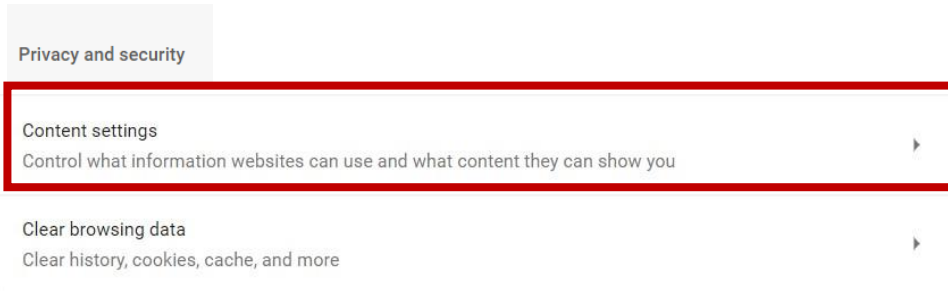 Privacy and security
Content settings
Control what information websites can use and what content they can show you
Clear browsing data
Clear history, cookies, cache, and more